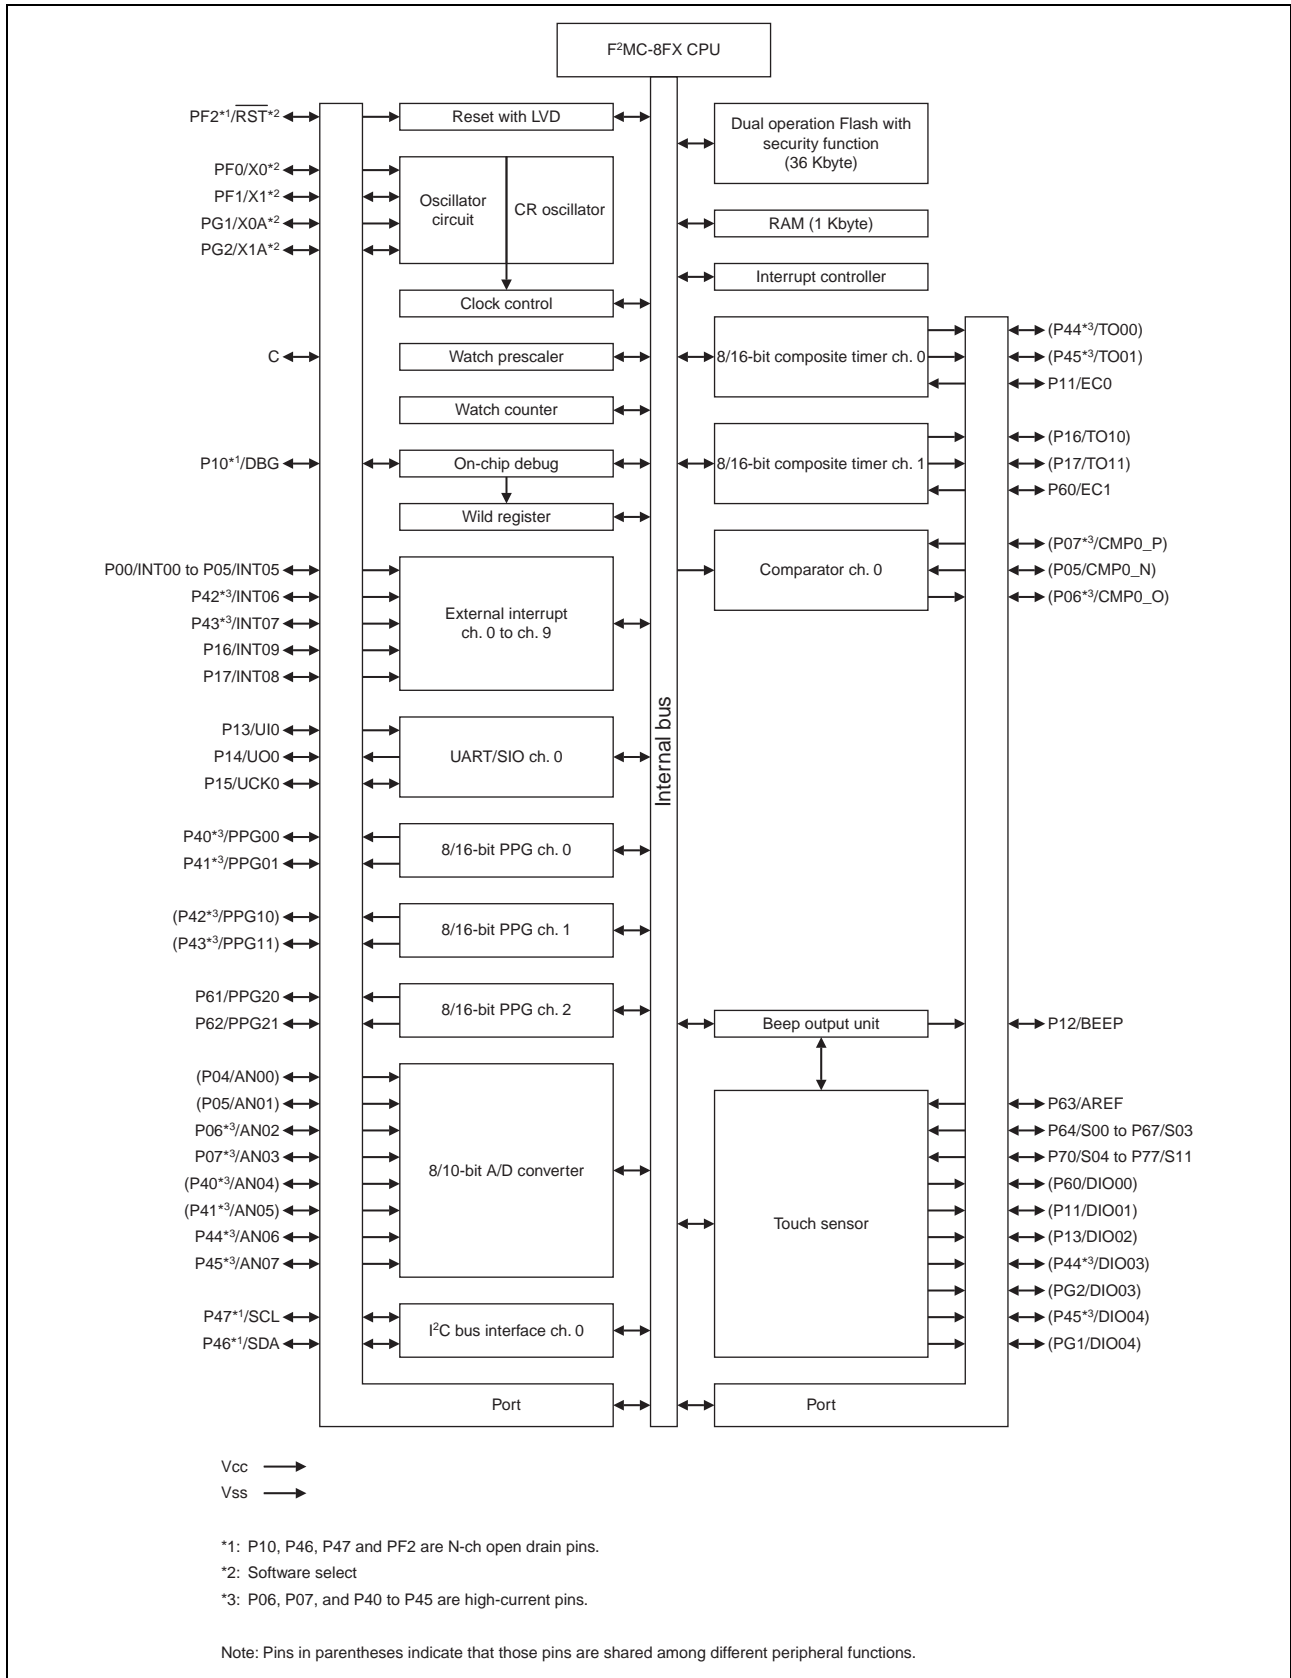 F²MC-8FX CPU
PF2*1/RST*2
Reset with LVD
Dual operation Flash with
security function
(36 Kbyte)
PF0/X0*2
PF1/X1*2
PG1/X0A*2
PG2/X1A*2
Oscillator
circuit
CR oscillator
RAM (1 Kbyte)
Interrupt controller
Clock control
C
Watch prescaler
Watch counter
8/16-bit composite timer ch. 0
(P44*3/TO00)
(P45*3/TO01)
P11/EC0
P10*1/DBG
On-chip debug
Wild register
8/16-bit composite timer ch. 1
(P16/TO10)
(P17/TO11)
P60/EC1
P00/INT00 to P05/INT05
P42*3/INT06
P43*3/INT07
P16/INT09
P17/INT08
External interrupt
ch. 0 to ch. 9
Comparator ch. 0
(P07*3/CMP0_P)
(P05/CMP0_N)
(P06*3/CMP0_O)
Internal bus
P13/UI0
P14/UO0
P15/UCK0
UART/SIO ch. 0
P40*3/PPG00
P41*3/PPG01
8/16-bit PPG ch. 0
(P42*3/PPG10)
(P43*3/PPG11)
8/16-bit PPG ch. 1
P61/PPG20
P62/PPG21
8/16-bit PPG ch. 2
Beep output unit
P12/BEEP
(P04/AN00)
(P05/AN01)
P06*3/AN02
P07*3/AN03
(P40*3/AN04)
(P41*3/AN05)
P44*3/AN06
P45*3/AN07
8/10-bit A/D converter
Touch sensor
P63/AREF
P64/S00 to P67/S03
P70/S04 to P77/S11
(P60/DIO00)
(P11/DIO01)
(P13/DIO02)
(P44*3/DIO03)
(PG2/DIO03)
(P45*3/DIO04)
(PG1/DIO04)
P47*1/SCL
P46*1/SDA
I²C bus interface ch. 0
Port
Port
Vcc
Vss
*1: P10, P46, P47 and PF2 are N-ch open drain pins.
*2: Software select
*3: P06, P07, and P40 to P45 are high-current pins.
Note: Pins in parentheses indicate that those pins are shared among different peripheral functions.